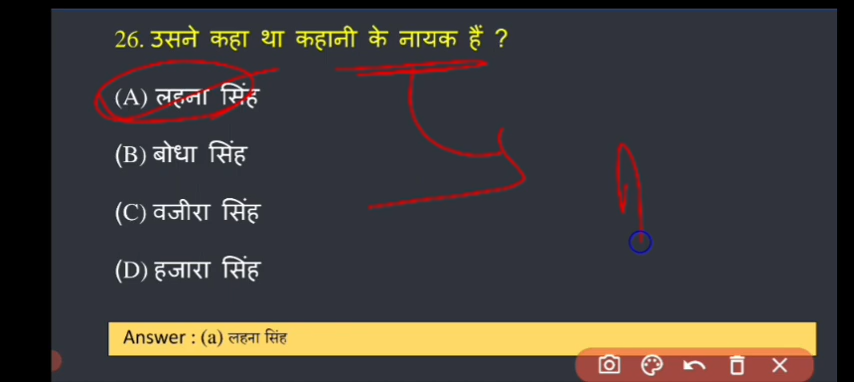 26. उसने कहा था कहानी के नायक हैं ?
(A) लहना सिंह
(B) बोधा सिंह
(C) वजीरा सिंह
(D) हजारा सिंह
Answer : (a) लहना सिंह